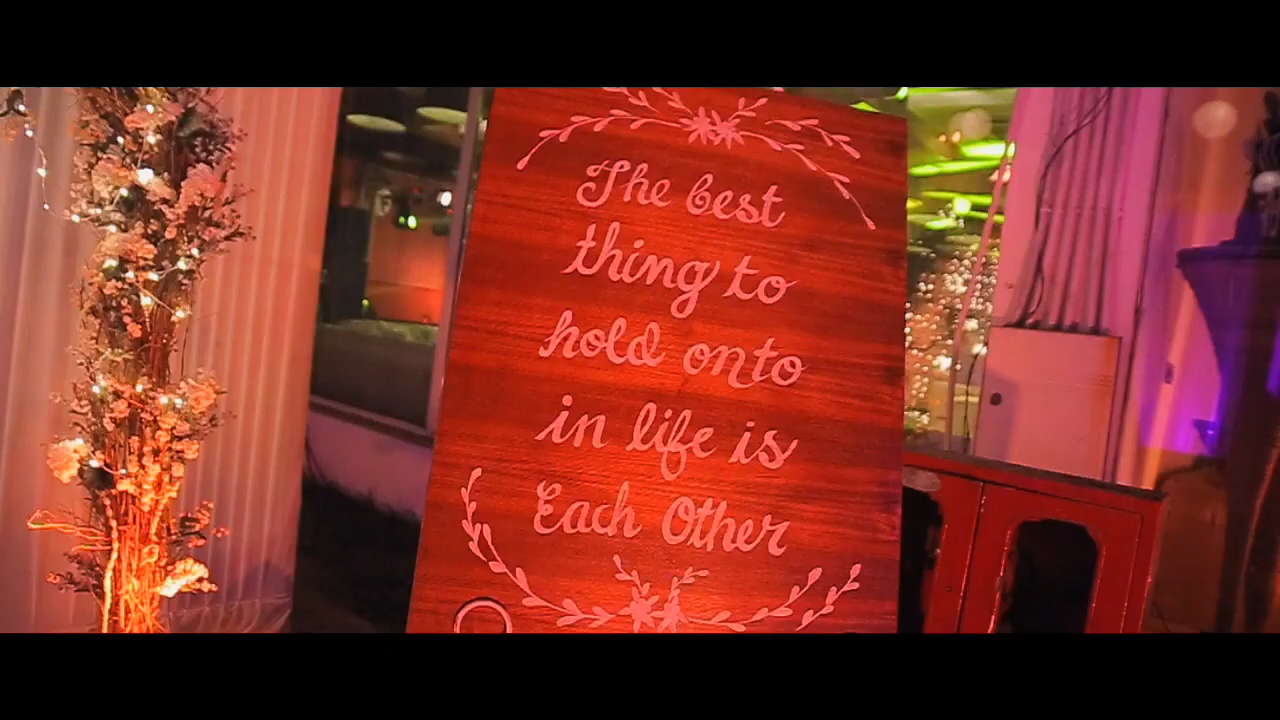 The best
thing to
hold onto
in life is
Each Other